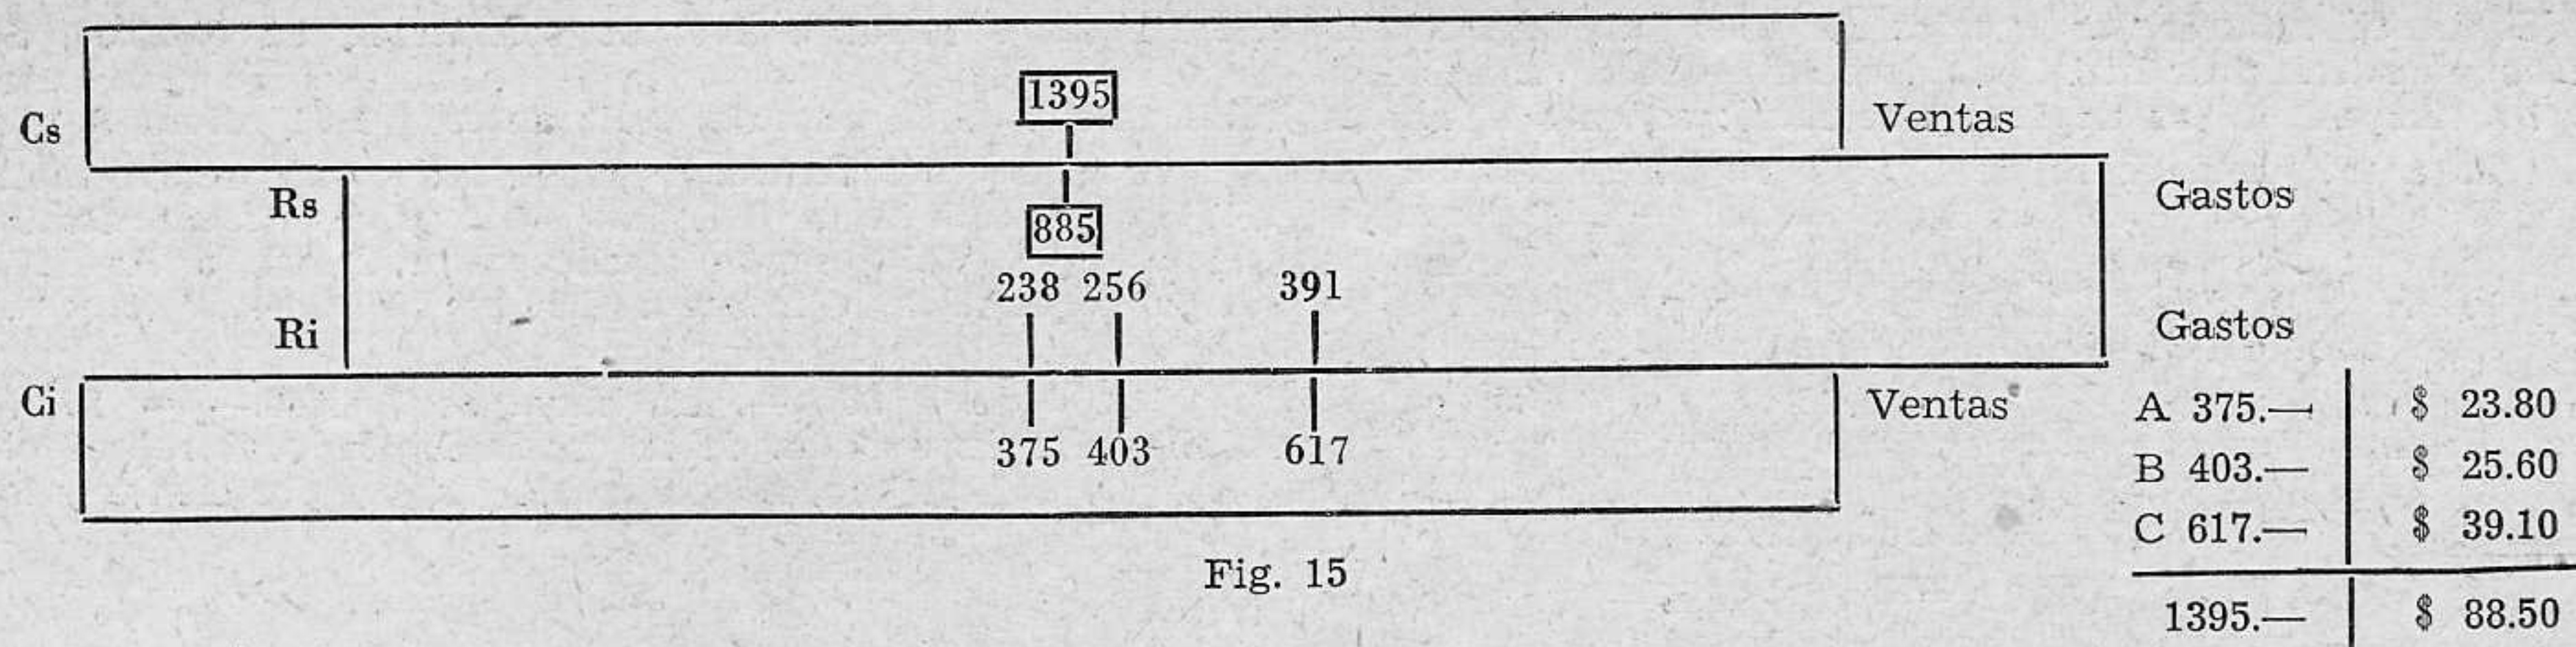 1395
Cs Ventas
Rs Gastos
885
238 256 391
Ri Gastos
Ci Ventas
375 403 617
A 375.— $ 23.80
B 403.— $ 25.60
C 617.— $ 39.10
1395.— $ 88.50
Fig. 15